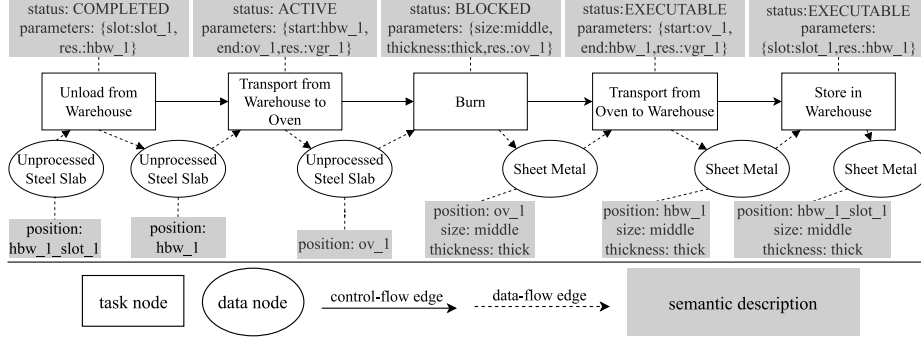 status: COMPLETED
parameters: {slot:slot_1,
res.:hbw_1}
status: ACTIVE
parameters: {start:hbw_1,
end:ov_1,res.:vgr_1}
status: BLOCKED
parameters: {size:middle,
thickness:thick,res.:ov_1}
status:EXECUTABLE
parameters: {start:ov_1,
end:hbw_1,res.:vgr_1}
status:EXECUTABLE
parameters:
{slot:slot_1,res.:hbw_1}
Unload from
Warehouse
Transport from
Warehouse to
Oven
Burn
Transport from
Oven to Warehouse
Store in
Warehouse
Unprocessed
Steel Slab
Unprocessed
Steel Slab
Unprocessed
Steel Slab
Sheet Metal
Sheet Metal
Sheet Metal
position:
hbw_1_slot_1
position:
hbw_1
position: ov_1
position: ov_1
size: middle
thickness: thick
position: hbw_1
size: middle
thickness: thick
position: hbw_1_slot_1
size: middle
thickness: thick
task node
data node
control-flow edge
data-flow edge
semantic description